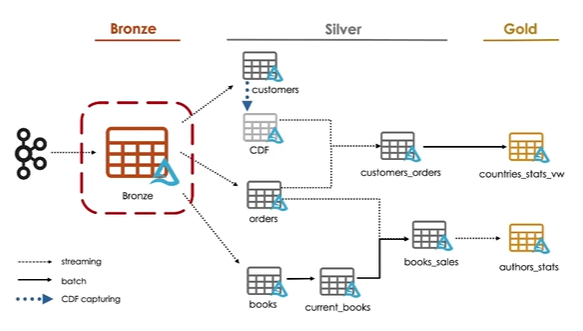 Bronze
Silver
Gold
customers
CDF
customers_orders
countries_stats_vw
Bronze
orders
books_sales
authors_stats
books
current_books
streaming
batch
CDF capturing